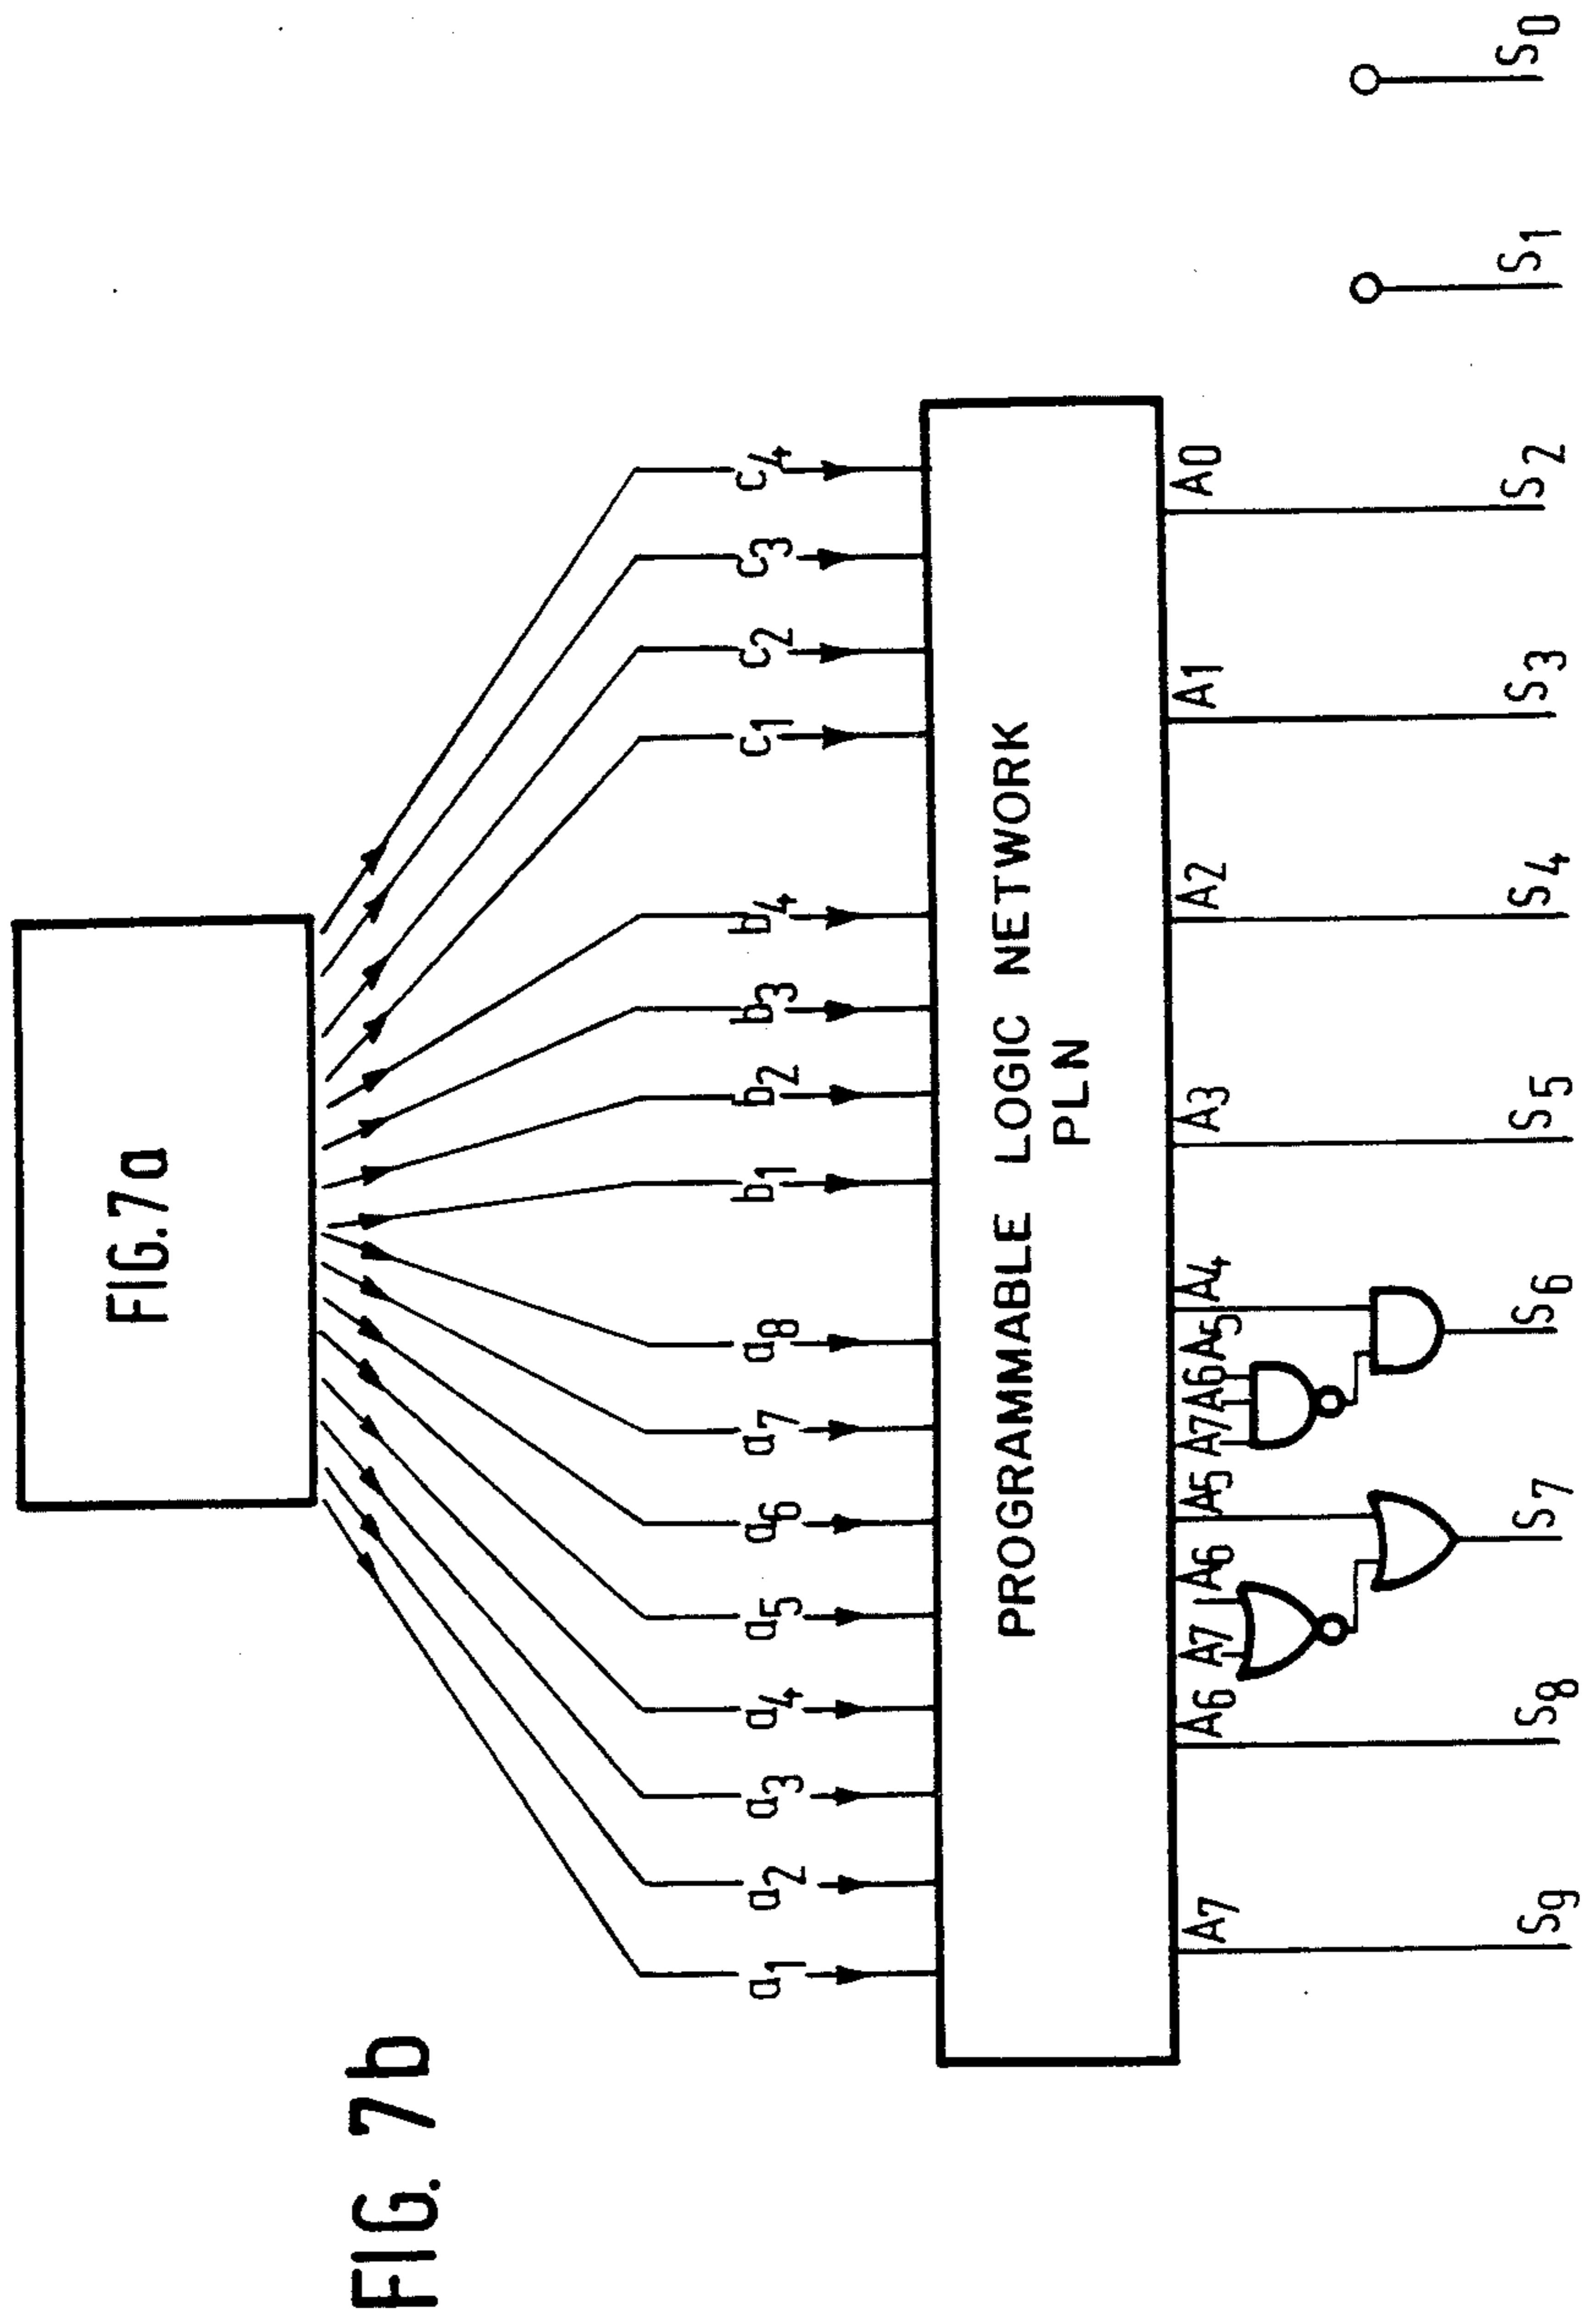 FIG. 7b
FIG.7a
a1 a2 a3 a4 a5 a6 a7 a8 b1 b2 b3 b4 c1 c2 c3 c4
PROGRAMMABLE LOGIC NETWORK
PLN
A7 A6 A7 A6 A5 A7 A6 A5 A4 A3 A2 A1 A0
S9 S8 S7 S6 S5 S4 S3 S2 S1 S0